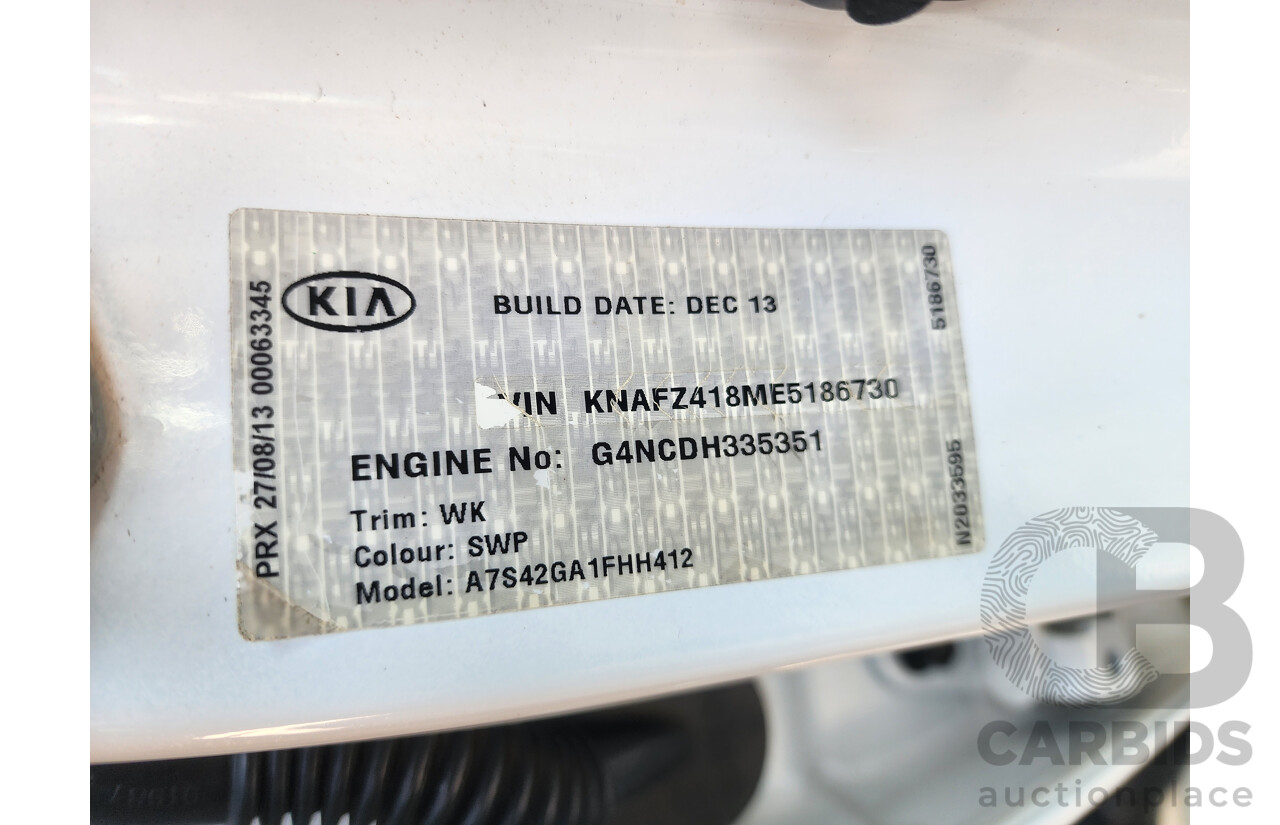 KIA
BUILD DATE: DEC 13
VIN KNAFZ418ME5186730
ENGINE No: G4NCDH335351
Trim: WK
Colour: SWP
Model: A7S42GA1FHH412
PRX 27/08/13 00063345
5186730
N2033595
CB
CARBIDS
auctionplace